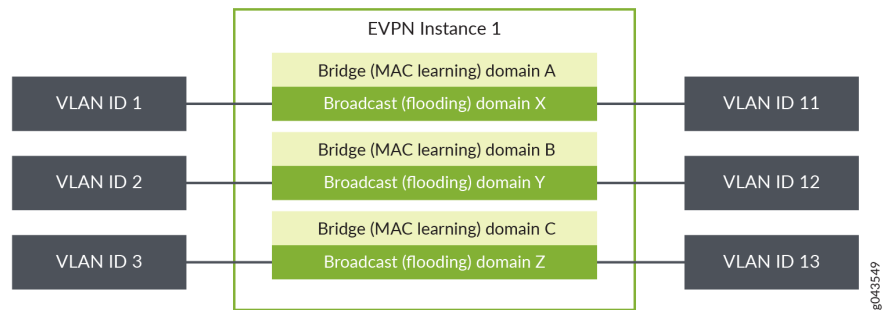 EVPN Instance 1
Bridge (MAC learning) domain A
VLAN ID 1
Broadcast (flooding) domain X
VLAN ID 11
Bridge (MAC learning) domain B
VLAN ID 2
Broadcast (flooding) domain Y
VLAN ID 12
Bridge (MAC learning) domain C
VLAN ID 3
Broadcast (flooding) domain Z
VLAN ID 13
g043549